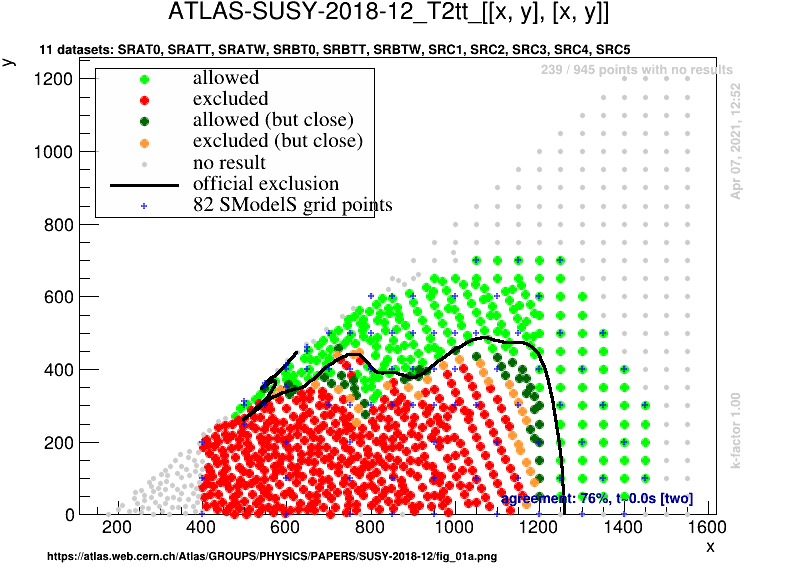 ATLAS-SUSY-2018-12_T2tt_[[x, y], [x, y]]
11 datasets: SRAT0, SRATT, SRATW, SRBT0, SRBTT, SRBTW, SRC1, SRC2, SRC3, SRC4, SRC5
y
239 / 945 points with no results
allowed
excluded
allowed (but close)
excluded (but close)
no result
official exclusion
82 SModelS grid points
1200
1000
800
600
400
200
0
Apr 07, 2021, 12:52
k-factor 1.00
agreement: 76%, t=0.0s [two]
200 400 600 800 1000 1200 1400 1600
x
https://atlas.web.cern.ch/Atlas/GROUPS/PHYSICS/PAPERS/SUSY-2018-12/fig_01a.png